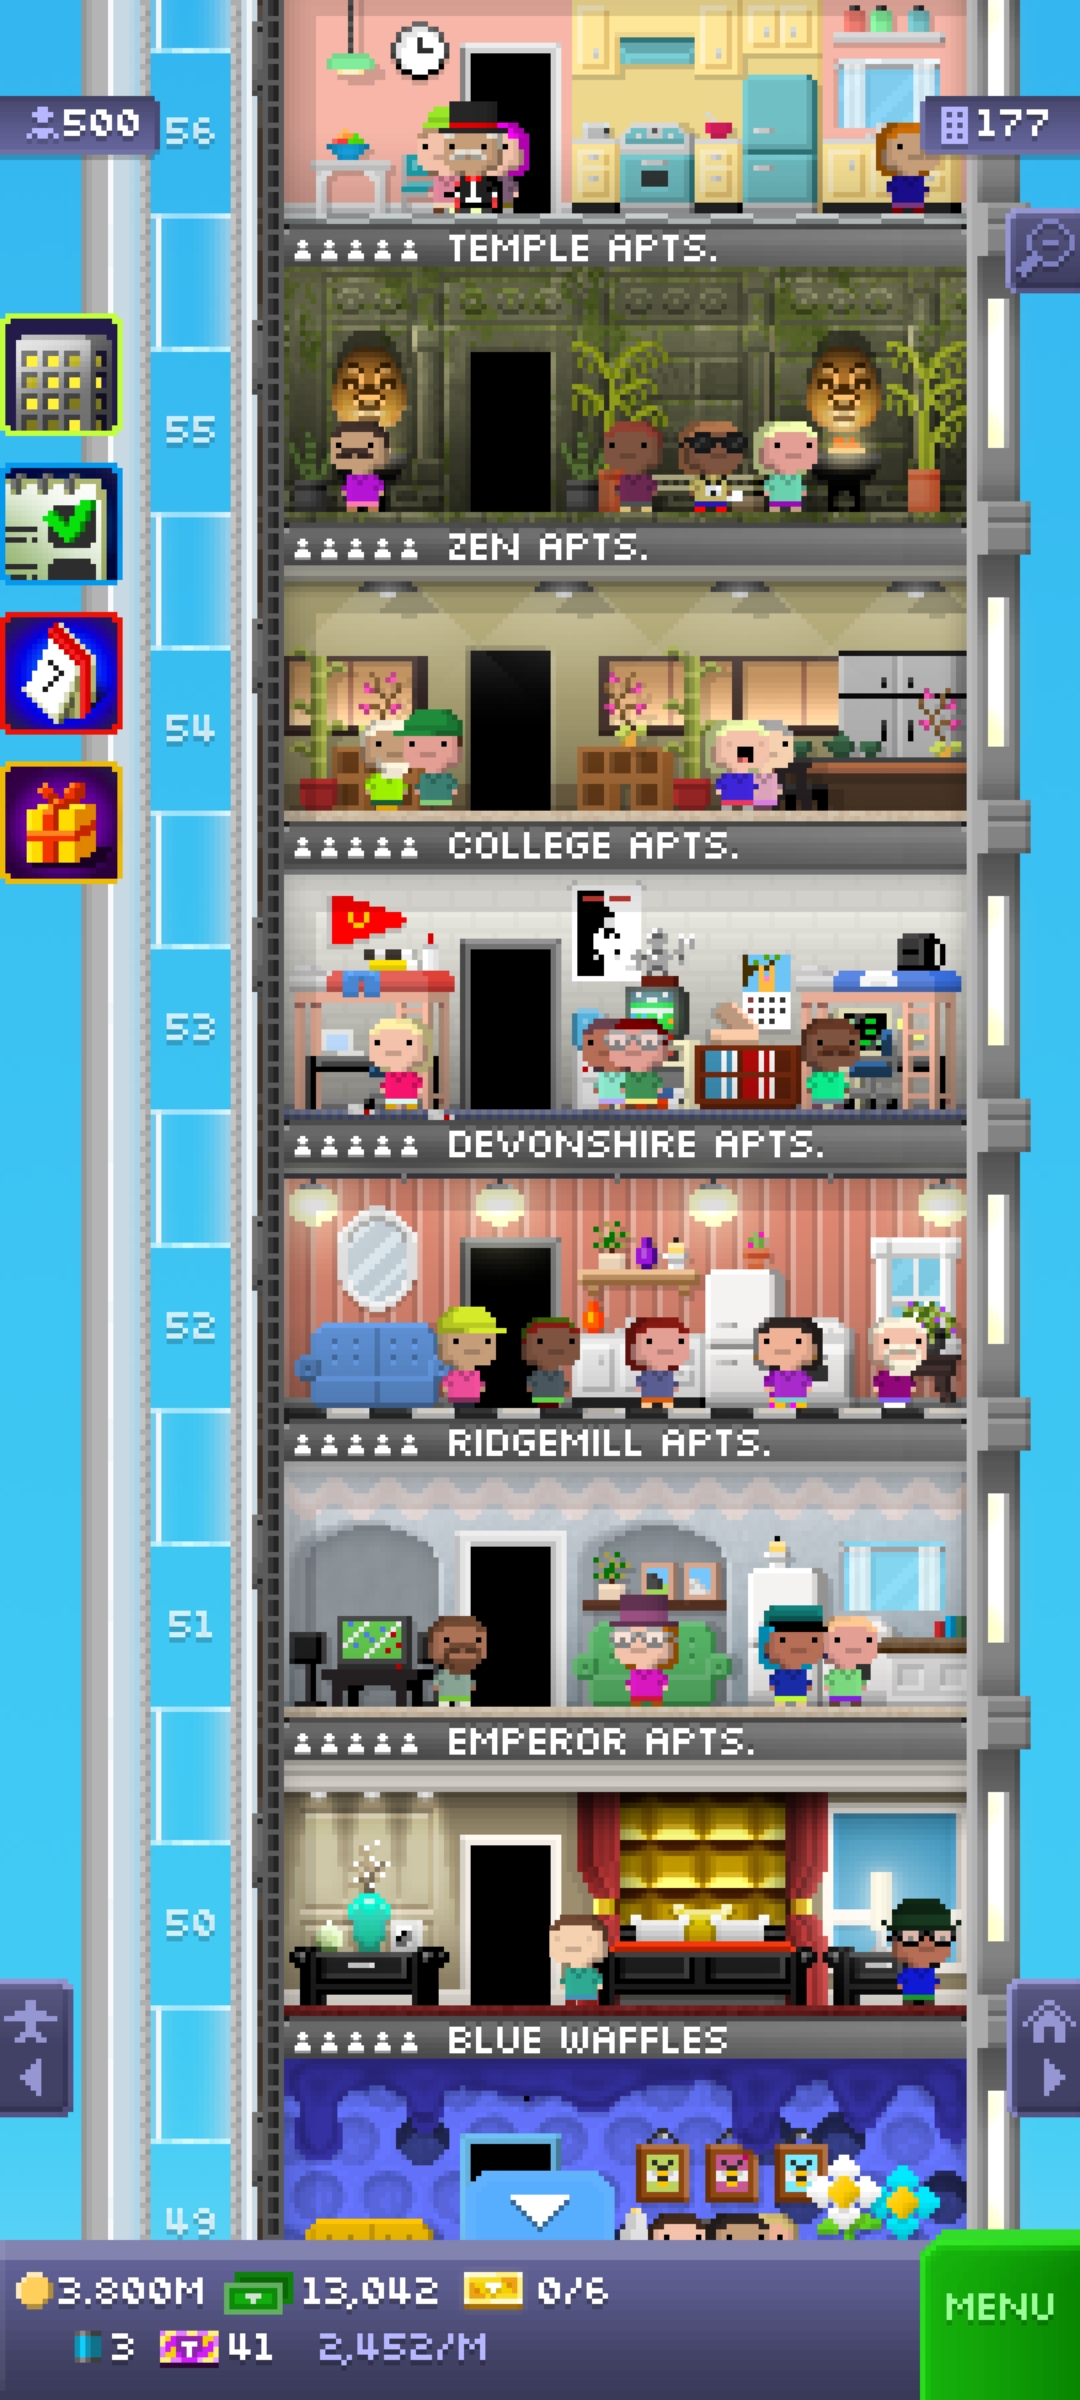 500
56
177
TEMPLE APTS.
55
ZEN APTS.
54
COLLEGE APTS.
53
DEVONSHIRE APTS.
52
RIDGEMILL APTS.
51
EMPEROR APTS.
50
BLUE WAFFLES
49
3.800M 13,042 0/6
MENU
3 41 2,452/M